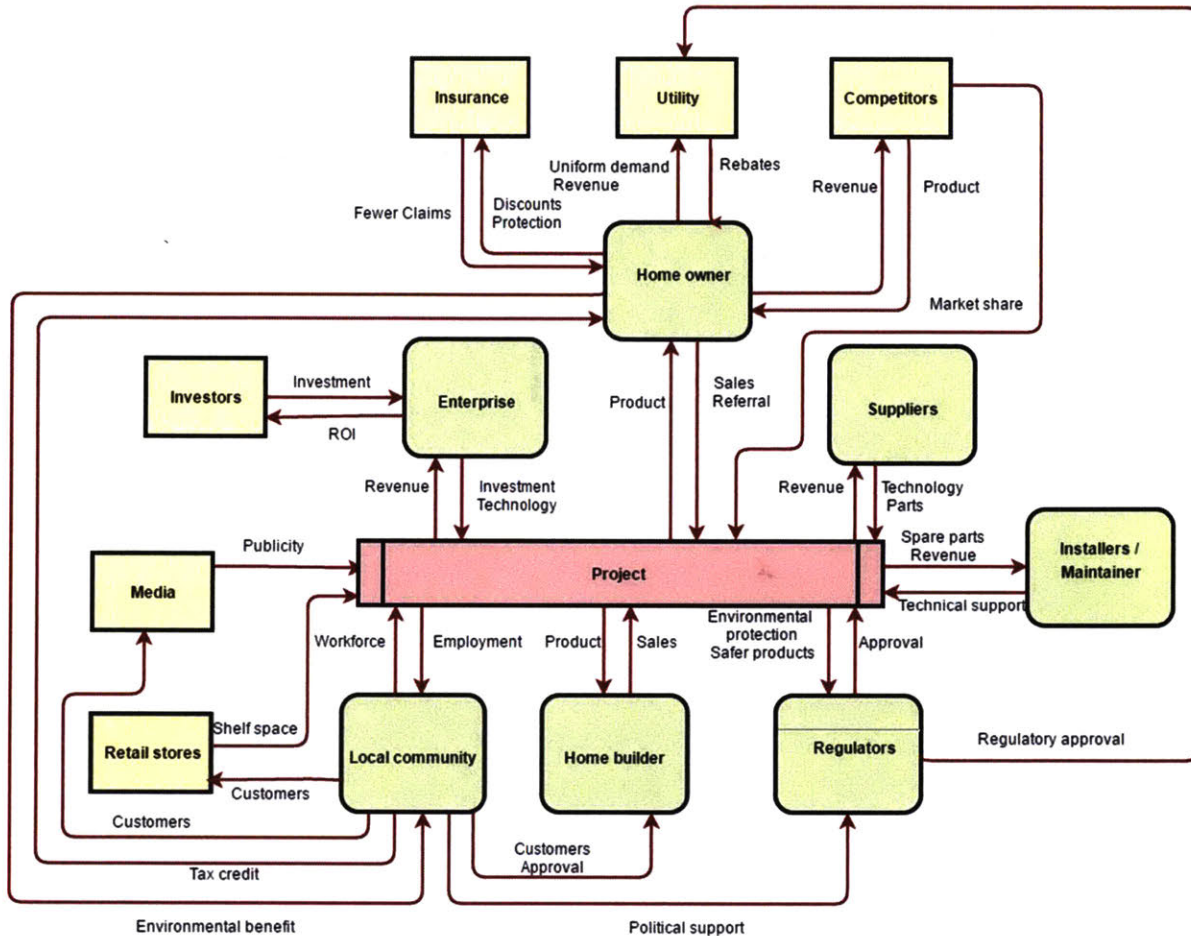 Insurance
Utility
Competitors
Uniform demand
Revenue
Rebates
Revenue
Product
Fewer Claims
Discounts
Protection
Home owner
Market share
Investors
Investment
ROI
Enterprise
Product
Sales
Referral
Suppliers
Revenue
Investment
Technology
Revenue
Technology
Parts
Publicity
Media
Project
Spare parts
Revenue
Installers /
Maintainer
Technical support
Workforce
Employment
Product
Sales
Environmental
protection
Safer products
Approval
Shelf space
Retail stores
Local community
Home builder
Regulators
Regulatory approval
Customers
Customers
Customers
Approval
Tax credit
Environmental benefit
Political support